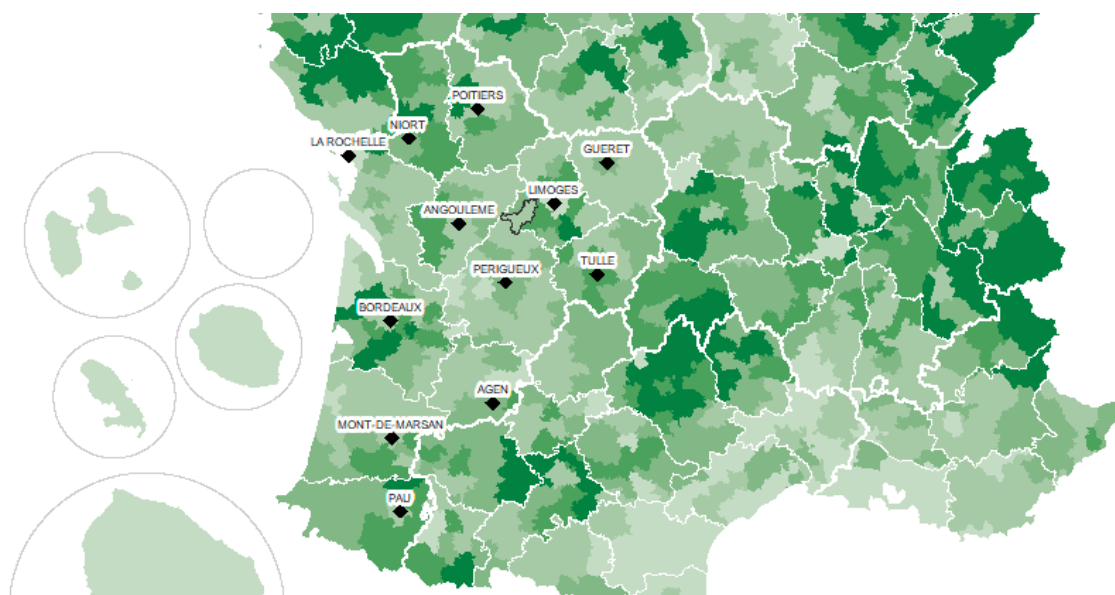 POITIERS
NIORT
LA ROCHELLE
GUERET
LIMOGES
ANGOULEME
TULLE
PERIGUEUX
BORDEAUX
AGEN
MONT-DE-MARSAN
PAU